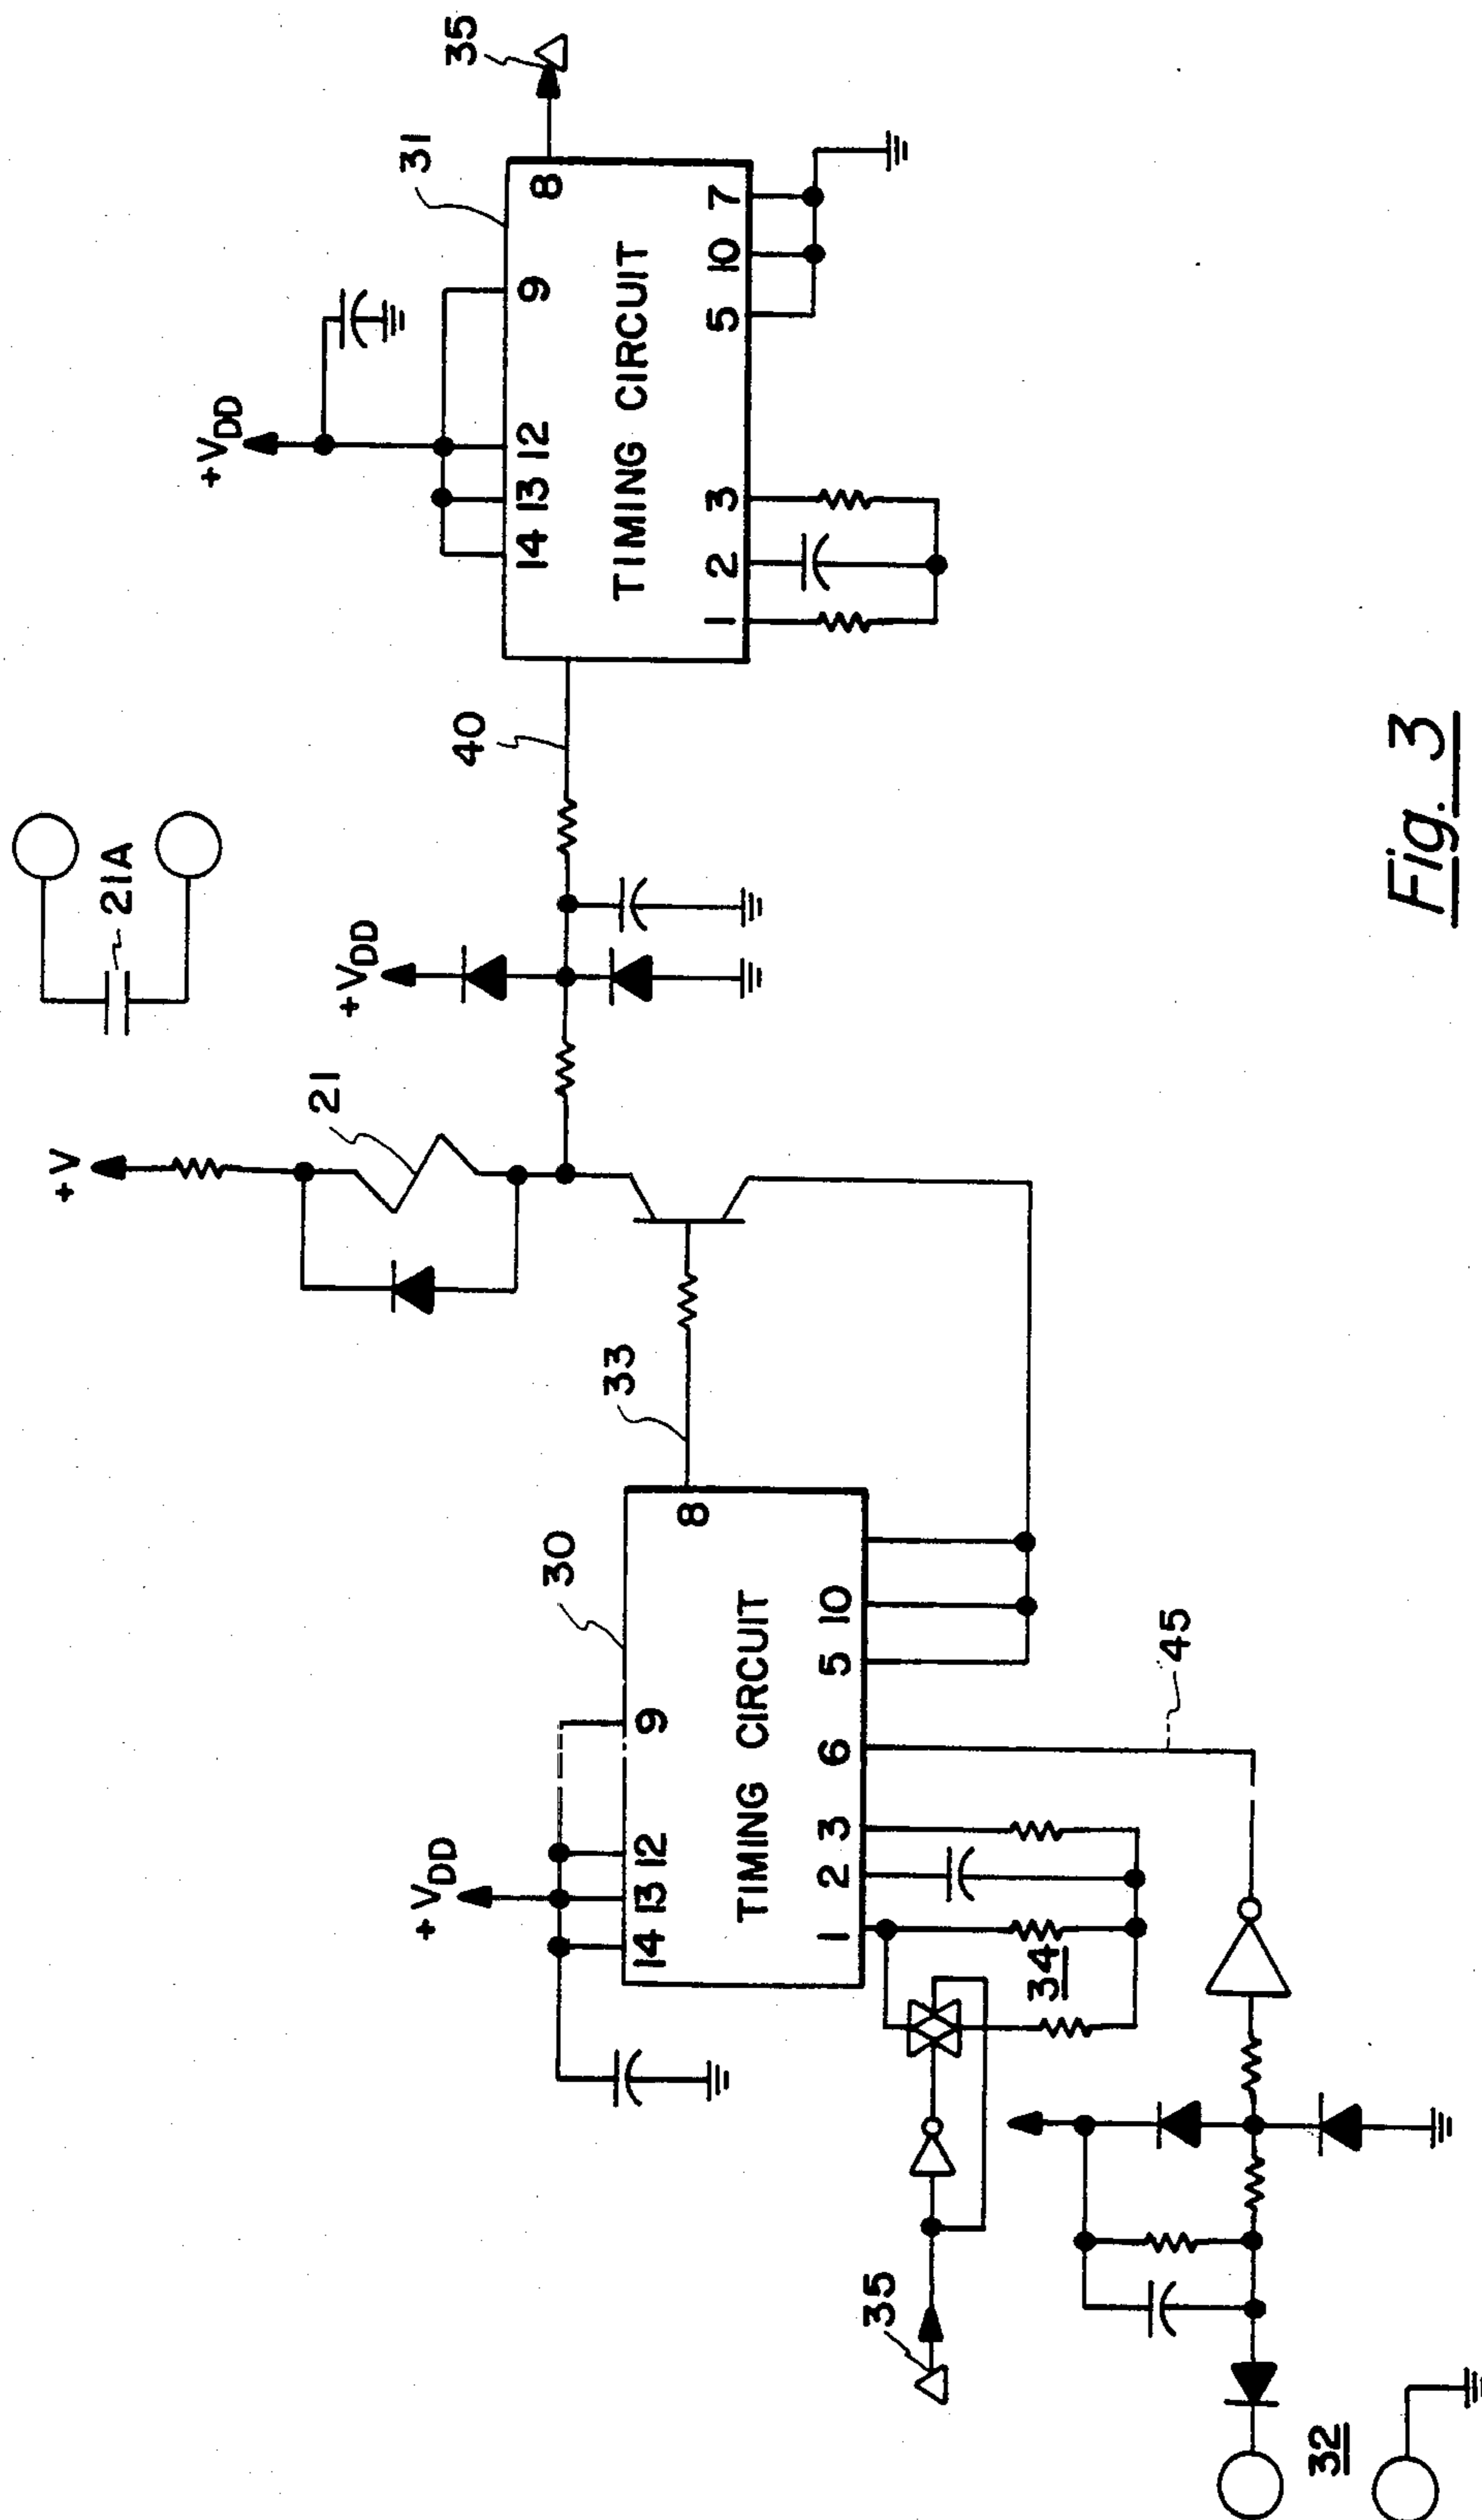 35
31
+VDD
8
9
14 13 12
TIMING CIRCUIT
1 2 3 5 10 7
40
21A
+VDD
21
+V
33
30
+VDD
8
9
14 13 12
TIMING CIRCUIT
1 2 3 6 5 10
34
45
35
32
Fig. 3